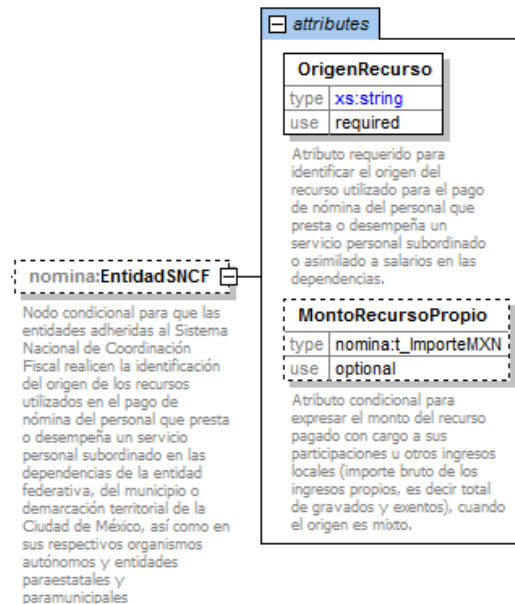 attributes
OrigenRecurso
type xs:string
use required
Atributo requerido para
identificar el origen del
recurso utilizado para el pago
de nómina del personal que
presta o desempeña un
servicio personal subordinado
o asimilado a salarios en las
dependencias.
nomina:EntidadSNCF
Nodo condicional para que las
entidades adheridas al Sistema
Nacional de Coordinación
Fiscal realicen la identificación
del origen de los recursos
utilizados en el pago de
nómina del personal que presta
o desempeña un servicio
personal subordinado en las
dependencias de la entidad
federativa, del municipio o
demarcación territorial de la
Ciudad de México, así como en
sus respectivos organismos
autónomos y entidades
paraestatales y
paramunicipales
MontoRecursoPropio
type nomina:t_ImporteMXN
use optional
Atributo condicional para
expresar el monto del recurso
pagado con cargo a sus
participaciones u otros ingresos
locales (importe bruto de los
ingresos propios, es decir total
de gravados y exentos), cuando
el origen es mixto.